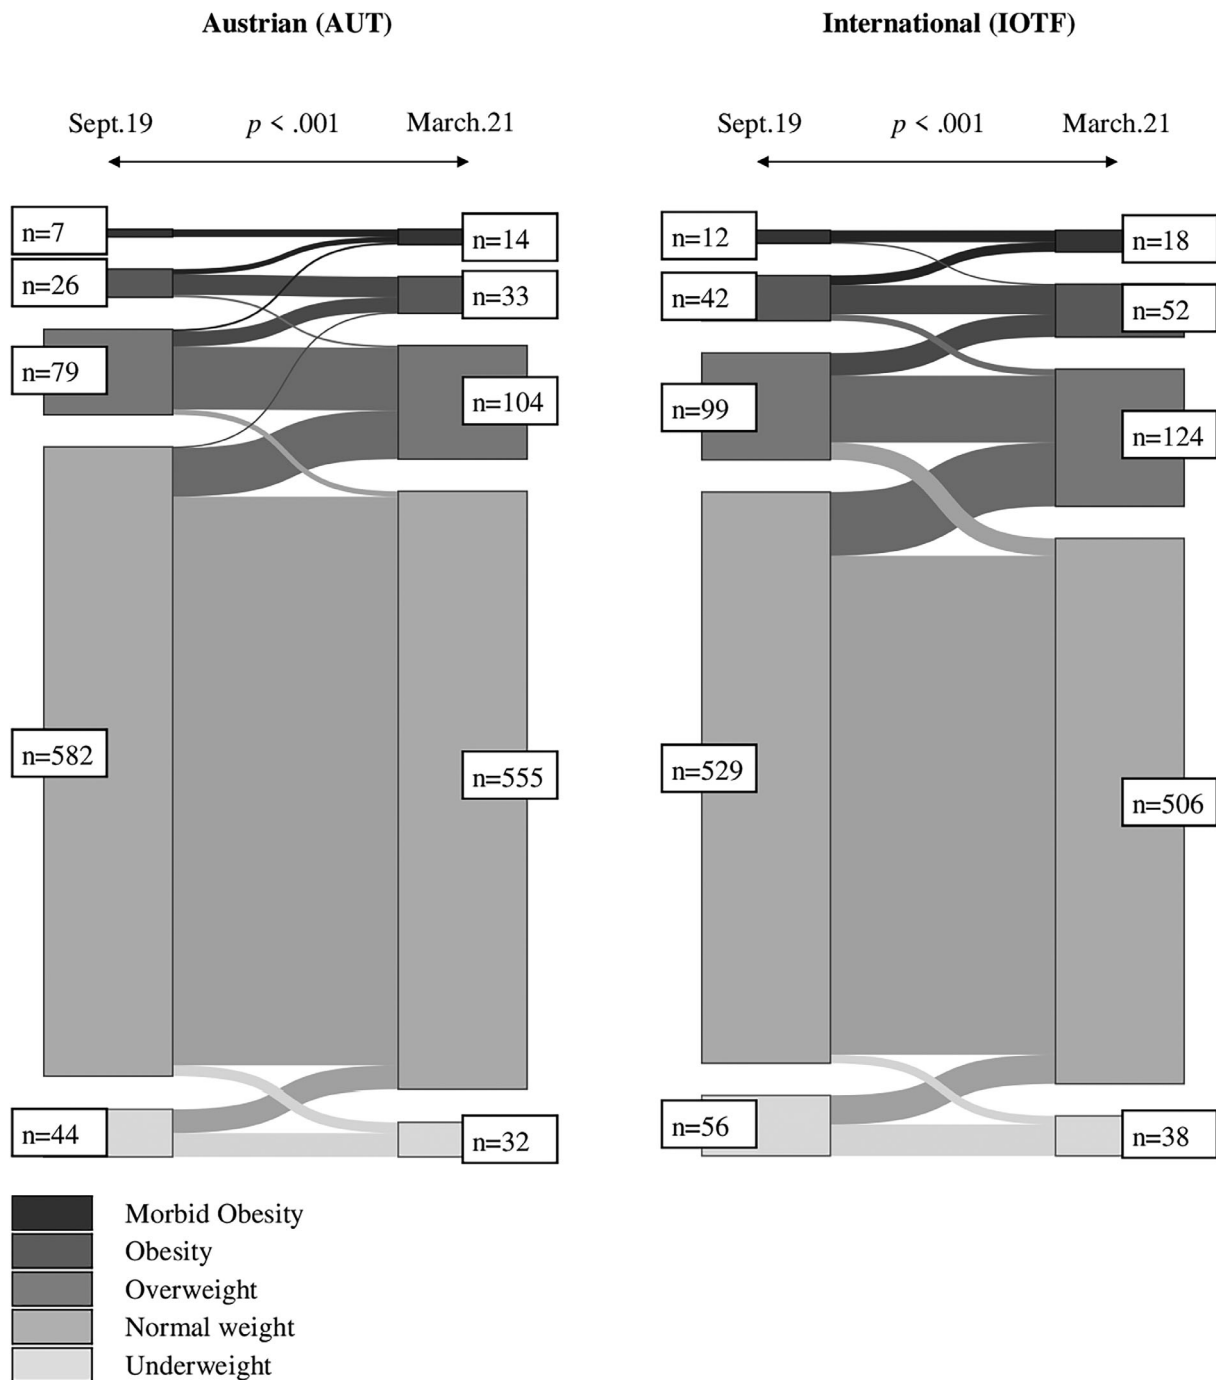 Austrian (AUT)
International (IOTF)
Sept.19
p < .001
March.21
Sept.19
p < .001
March.21
n=7
n=14
n=26
n=33
n=79
n=104
n=582
n=555
n=44
n=32
n=12
n=18
n=42
n=52
n=99
n=124
n=529
n=506
n=56
n=38
Morbid Obesity
Obesity
Overweight
Normal weight
Underweight